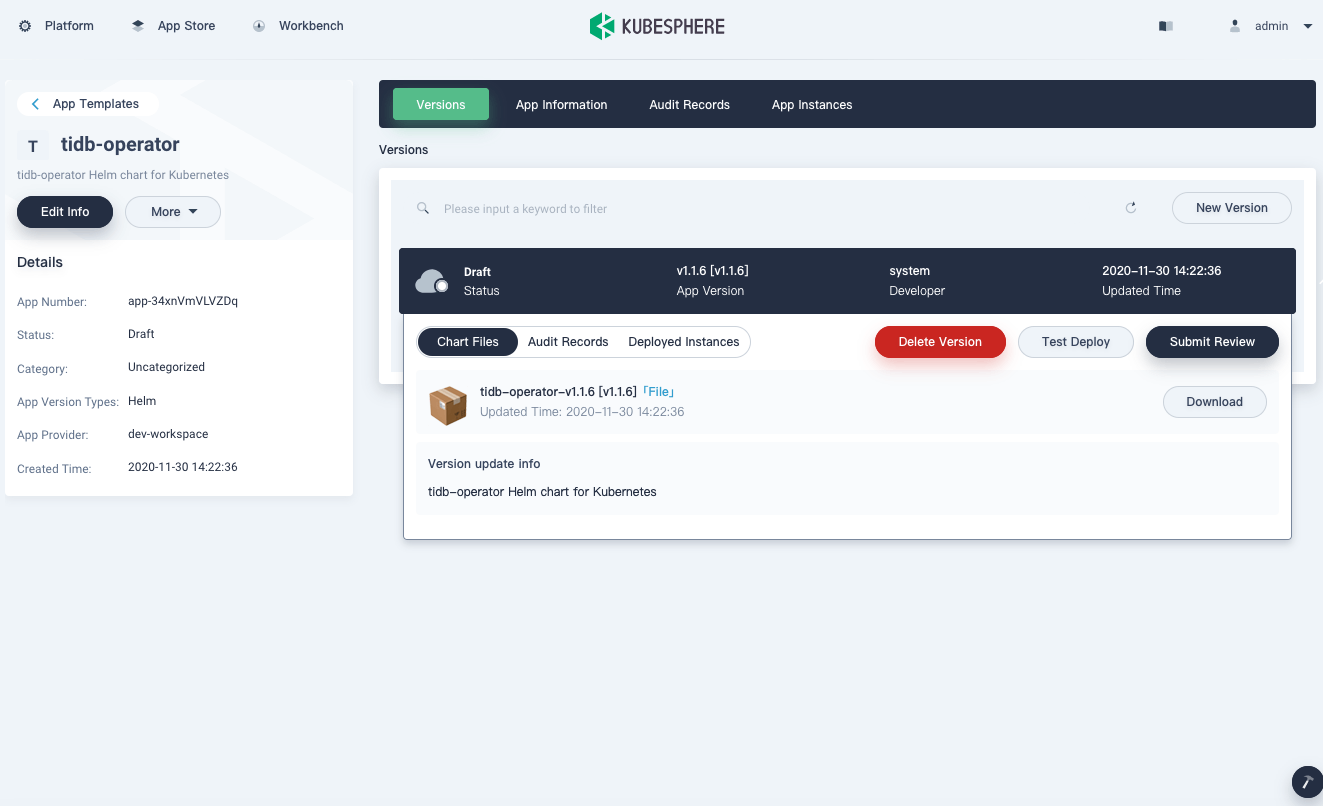 Platform
App Store
Workbench
KUBESPHERE
admin
App Templates
T
tidb-operator
tidb-operator Helm chart for Kubernetes
Edit Info
More
Details
App Number: app-34xnVmVLVZDq
Status: Draft
Category: Uncategorized
App Version Types: Helm
App Provider: dev-workspace
Created Time: 2020-11-30 14:22:36
Versions
App Information
Audit Records
App Instances
Versions
Please input a keyword to filter
New Version
Draft
Status
v1.1.6 [v1.1.6]
App Version
system
Developer
2020-11-30 14:22:36
Updated Time
Chart Files
Audit Records
Deployed Instances
Delete Version
Test Deploy
Submit Review
tidb-operator-v1.1.6 [v1.1.6]「File」
Updated Time: 2020-11-30 14:22:36
Download
Version update info
tidb-operator Helm chart for Kubernetes